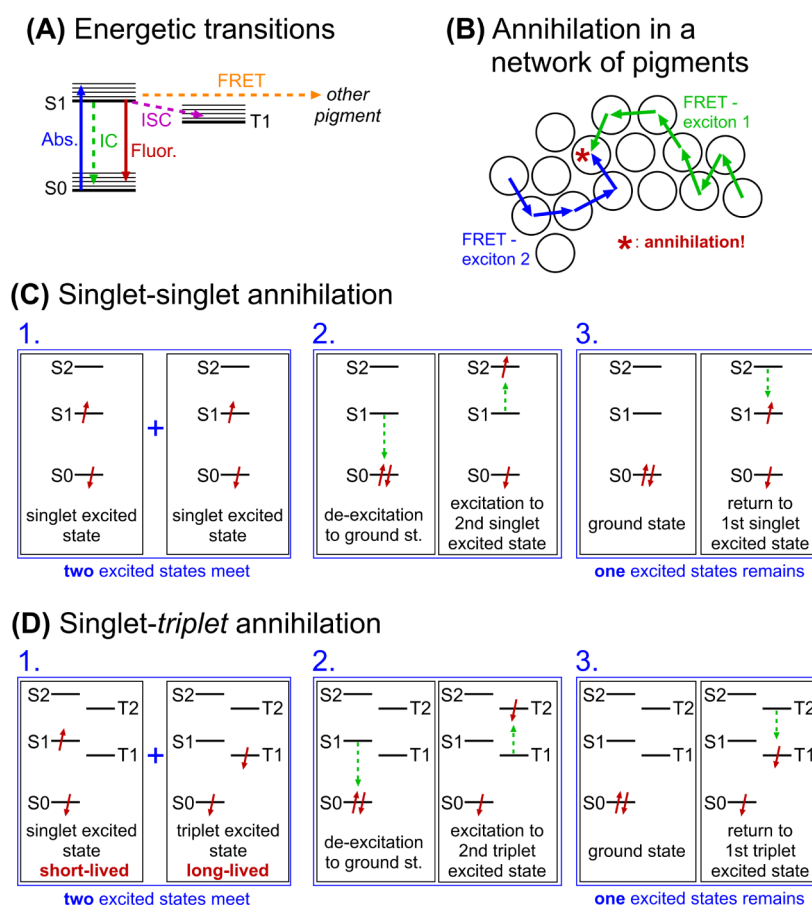 (A) Energetic transitions
FRET
S1
other
pigment
ISC
T1
Abs.
IC
Fluor.
S0
(B) Annihilation in a
network of pigments
FRET -
exciton 1
FRET -
exciton 2
*: annihilation!
(C) Singlet-singlet annihilation
1.
S2
S1
S0
singlet excited
state
+
S2
S1
S0
singlet excited
state
two excited states meet
2.
S2
S1
S0
de-excitation
to ground st.
S2
S1
S0
excitation to
2nd singlet
excited state
3.
S2
S1
S0
ground state
S2
S1
S0
return to
1st singlet
excited state
one excited states remains
(D) Singlet-triplet annihilation
1.
S2
T2
S1
T1
S0
singlet excited
state
short-lived
+
S2
T2
S1
T1
S0
triplet excited
state
long-lived
two excited states meet
2.
S2
T2
S1
T1
S0
de-excitation
to ground st.
S2
T2
S1
T1
S0
excitation to
2nd triplet
excited state
3.
S2
T2
S1
T1
S0
ground state
S2
T2
S1
T1
S0
return to
1st triplet
excited state
one excited states remains